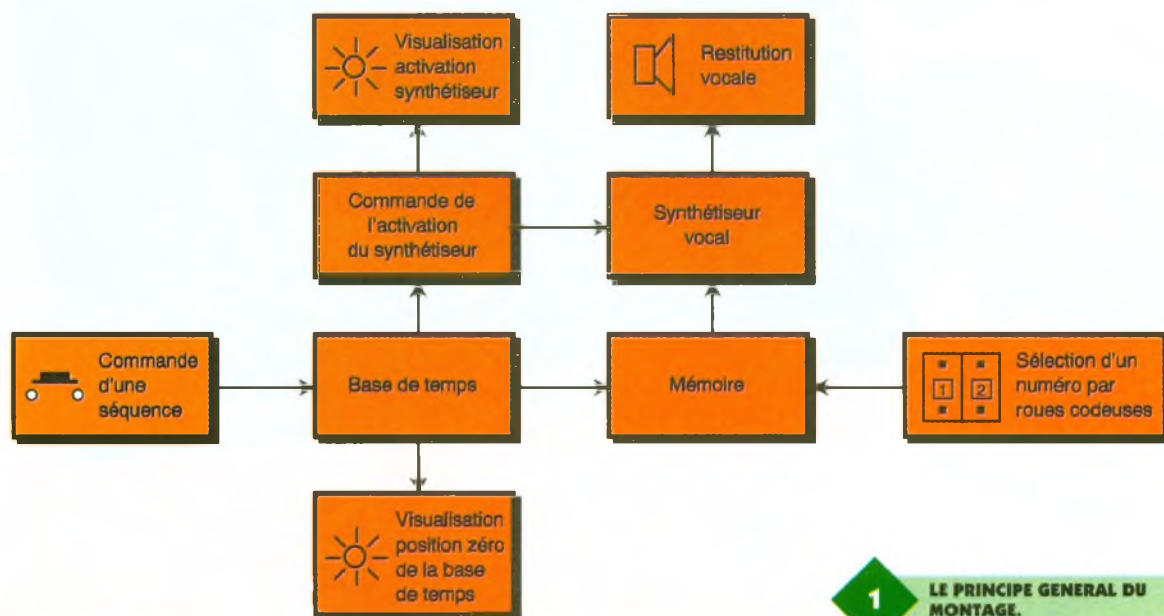 Visualisation
activation
synthétiseur
Restitution
vocale
Commande de
l'activation
du synthétiseur
Synthétiseur
vocal
Commande
d'une
séquence
Base de temps
Mémoire
1 2
Sélection d'un
numéro par
roues codeuses
Visualisation
position zéro
de la base
de temps
1
LE PRINCIPE GENERAL DU
MONTAGE.